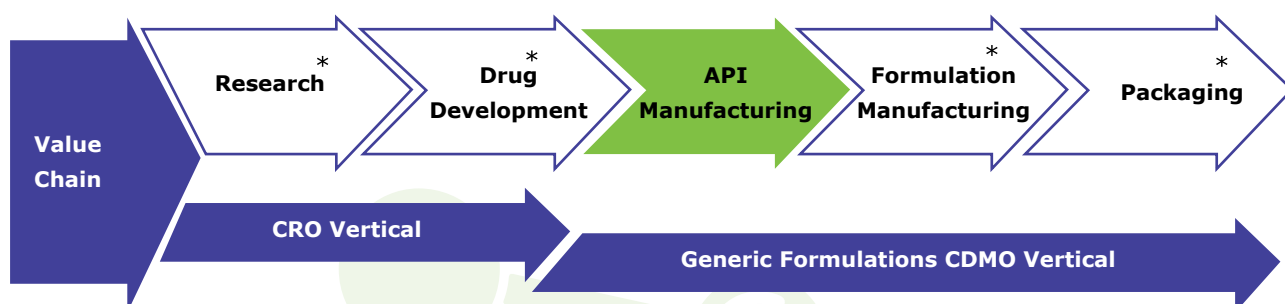 Value
Chain
*
Research
*
Drug
Development
API
Manufacturing
*
Formulation
Manufacturing
*
Packaging
CRO Vertical
Generic Formulations CDMO Vertical